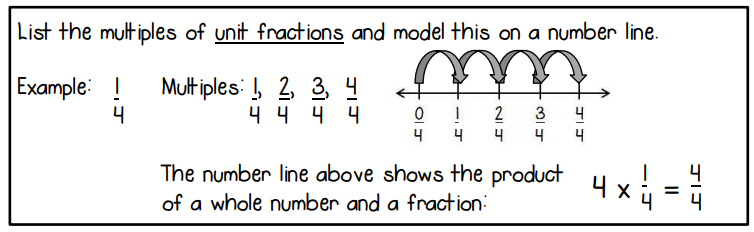 List the multiples of unit fractions and model this on a number line.
Example: 1/4 Multiples: 1/4, 2/4, 3/4, 4/4
0/4 1/4 2/4 3/4 4/4
The number line above shows the product
of a whole number and a fraction:
4 x 1/4 = 4/4